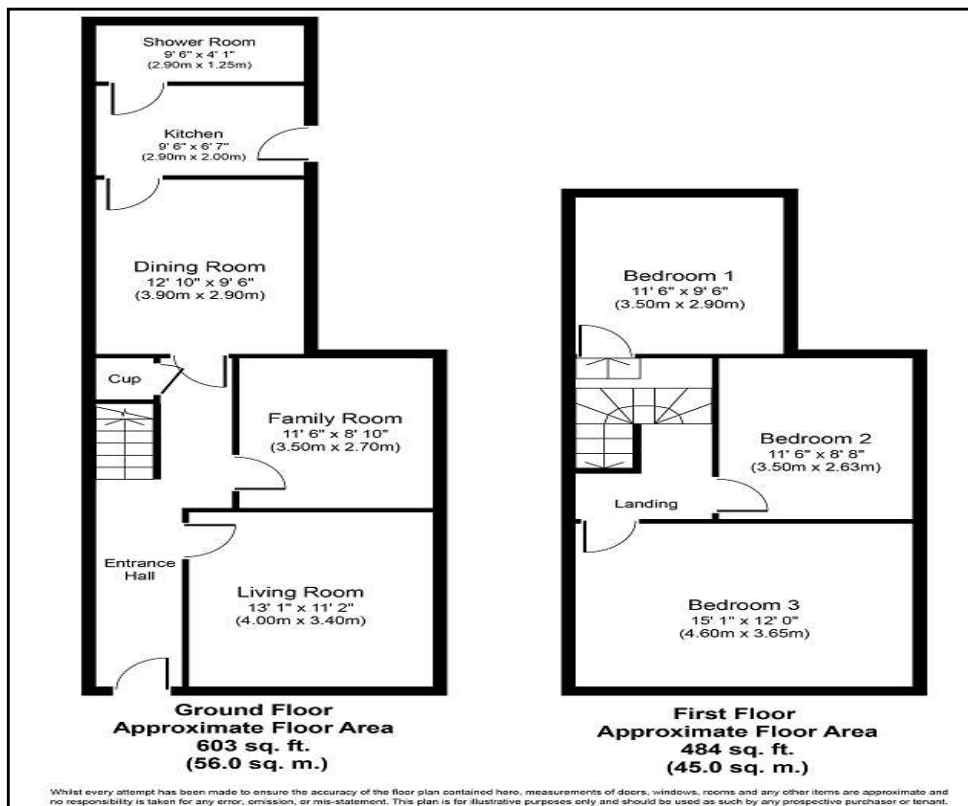 Shower Room
9' 6" x 4' 1"
(2.90m x 1.25m)
Kitchen
9' 6" x 6' 7"
(2.90m x 2.00m)
Dining Room
12' 10" x 9' 6"
(3.90m x 2.90m)
Cup
Family Room
11' 6" x 8' 10"
(3.50m x 2.70m)
Entrance
Hall
Living Room
13' 1" x 11' 2"
(4.00m x 3.40m)
Ground Floor
Approximate Floor Area
603 sq. ft.
(56.0 sq. m.)
Bedroom 1
11' 6" x 9' 6"
(3.50m x 2.90m)
Bedroom 2
11' 6" x 8' 8"
(3.50m x 2.63m)
Landing
Bedroom 3
15' 1" x 12' 0"
(4.60m x 3.65m)
First Floor
Approximate Floor Area
484 sq. ft.
(45.0 sq. m.)
Whilst every attempt has been made to ensure the accuracy of the floor plan contained here, measurements of doors, windows, rooms and any other items are approximate and
no responsibility is taken for any error, omission, or mis-statement. This plan is for illustrative purposes only and should be used as such by any prospective purchaser or tenant.